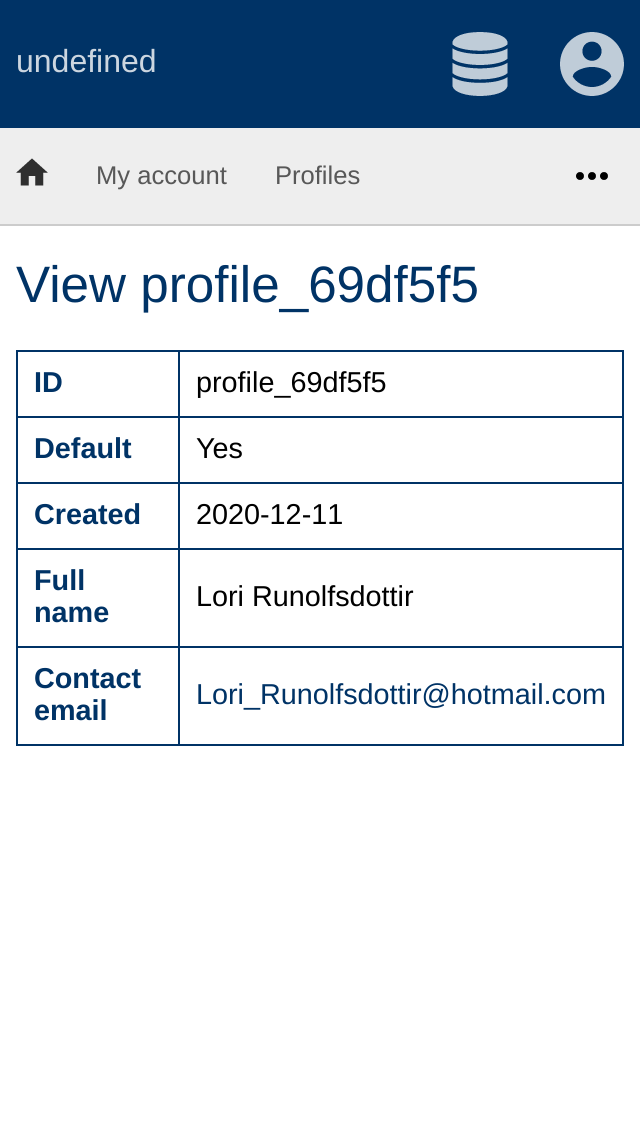 undefined
My account Profiles
View profile_69df5f5
ID profile_69df5f5
Default Yes
Created 2020-12-11
Full
name
Lori Runolfsdottir
Contact
email
Lori_Runolfsdottir@hotmail.com